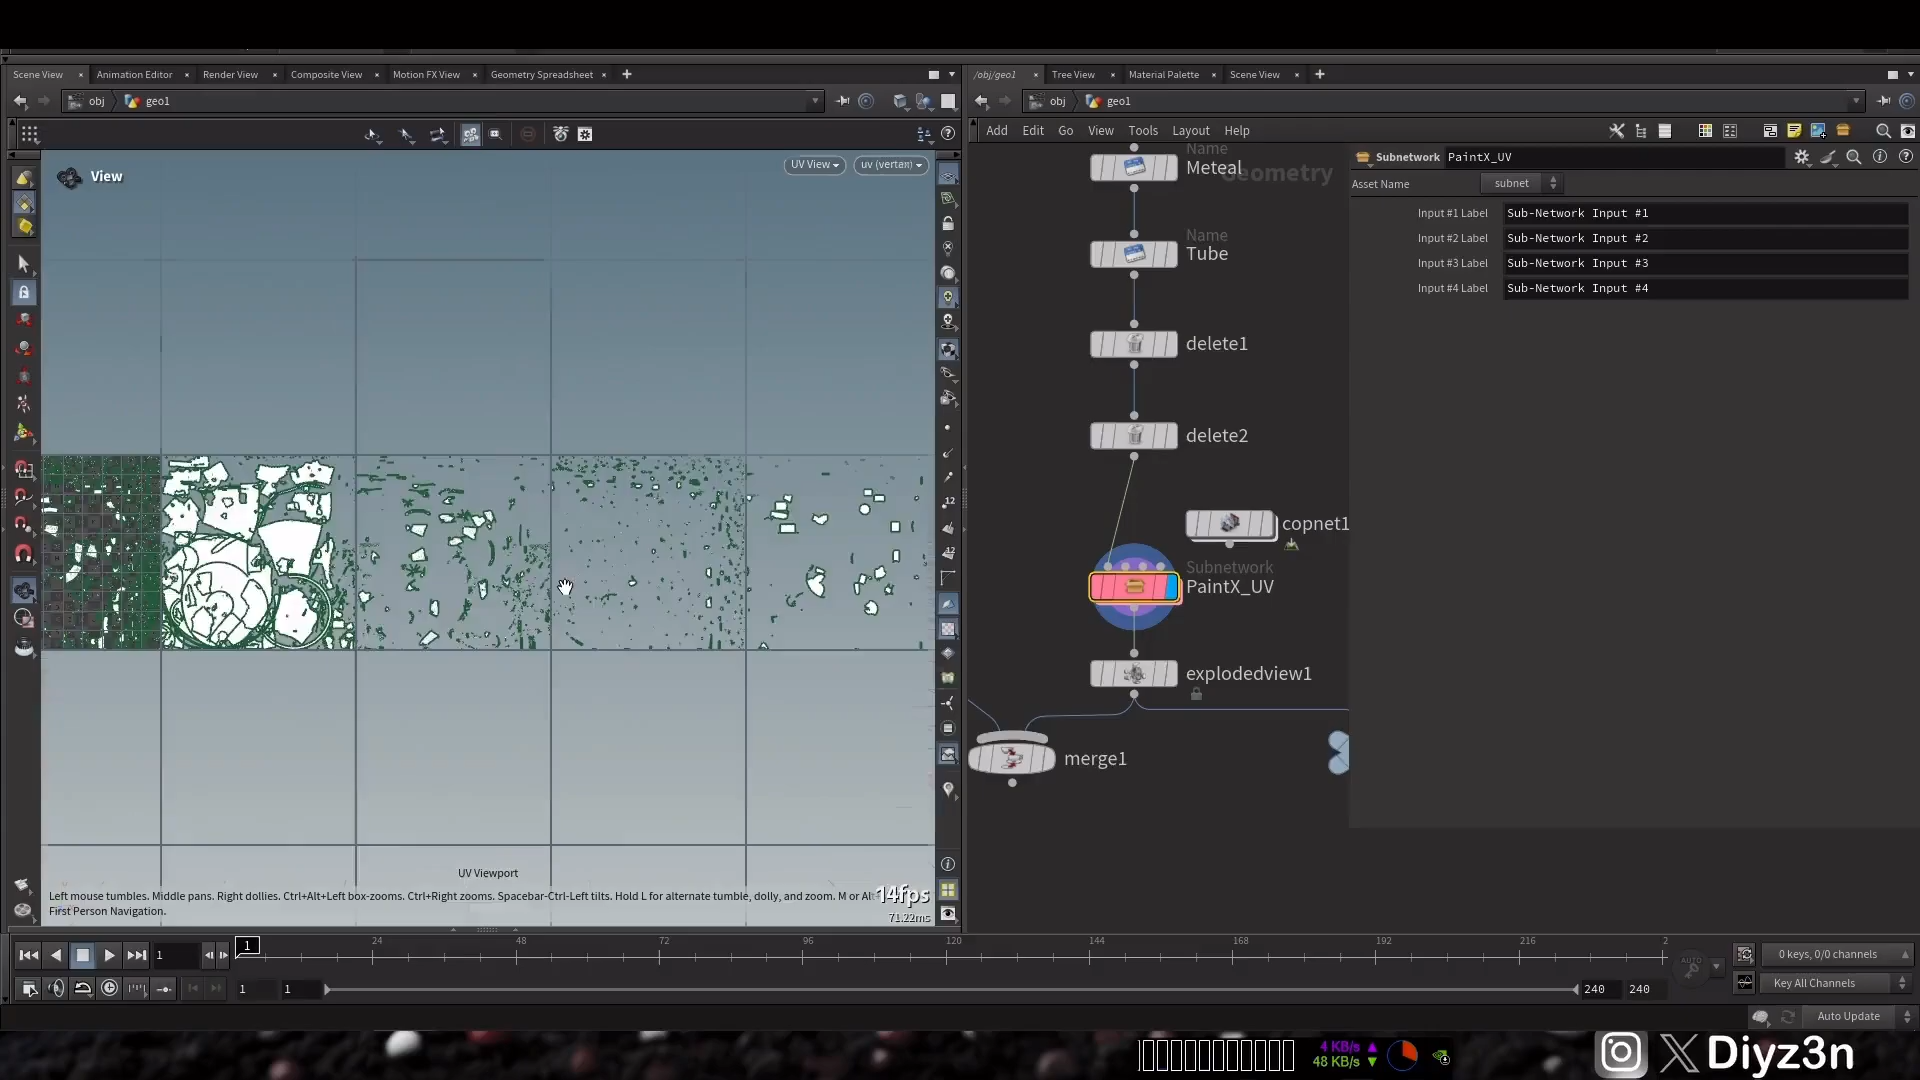 Scene View
Animation Editor
Render View
Composite View
Motion FX View
Geometry Spreadsheet
obj
geo1
View
UV View
uv (vertex)
UV Viewport
Left mouse tumbles. Middle pans. Right dollies. Ctrl+Alt+Left box-zooms. Ctrl+Right zooms. Spacebar-Ctrl-Left tilts. Hold L for alternate tumble, dolly, and zoom. M or Al
First Person Navigation.
14fps
71.22ms
/obj/geo1
Tree View
Material Palette
Scene View
obj
geo1
Add
Edit
Go
View
Tools
Layout
Help
Geometry
Name
Meteal
Name
Tube
delete1
delete2
copnet1
Subnetwork
PaintX_UV
explodedview1
merge1
Subnetwork
PaintX_UV
Asset Name
subnet
Input #1 Label
Sub-Network Input #1
Input #2 Label
Sub-Network Input #2
Input #3 Label
Sub-Network Input #3
Input #4 Label
Sub-Network Input #4
12
12
1
1
24
48
72
96
120
144
168
192
216
2
AUTO
0 keys, 0/0 channels
1
1
240
240
Key All Channels
Auto Update
4 KB/s
48 KB/s
Diyz3n